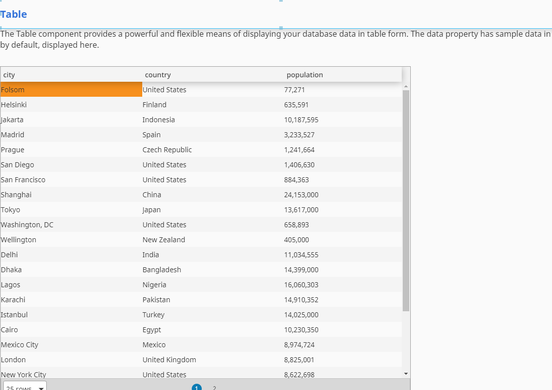 Table
The Table component provides a powerful and flexible means of displaying your database data in table form. The data property has sample data in
by default, displayed here.
city country population
Folsom United States 77,271
Helsinki Finland 635,591
Jakarta Indonesia 10,187,595
Madrid Spain 3,233,527
Prague Czech Republic 1,241,664
San Diego United States 1,406,630
San Francisco United States 884,363
Shanghai China 24,153,000
Tokyo Japan 13,617,000
Washington, DC United States 658,893
Wellington New Zealand 405,000
Delhi India 11,034,555
Dhaka Bangladesh 14,399,000
Lagos Nigeria 16,060,303
Karachi Pakistan 14,910,352
Istanbul Turkey 14,025,000
Cairo Egypt 10,230,350
Mexico City Mexico 8,974,724
London United Kingdom 8,825,001
New York City United States 8,622,698
25 rows 1 2